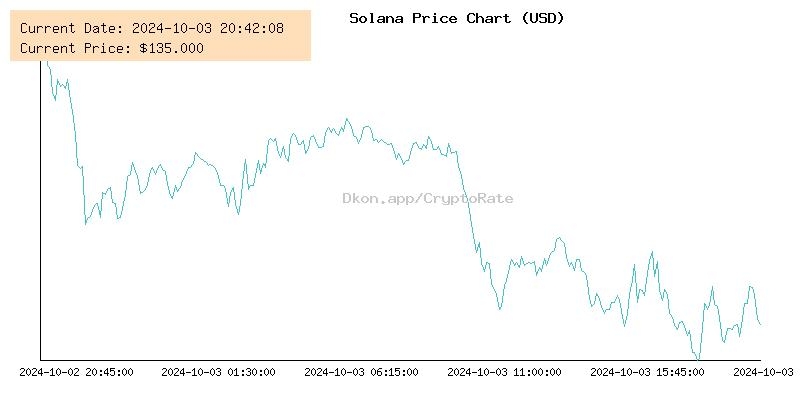 Solana Price Chart (USD)
Current Date: 2024-10-03 20:42:08
Current Price: $135.000
Dkon.app/CryptoRate
2024-10-02 20:45:00 2024-10-03 01:30:00 2024-10-03 06:15:00 2024-10-03 11:00:00 2024-10-03 15:45:00 2024-10-03